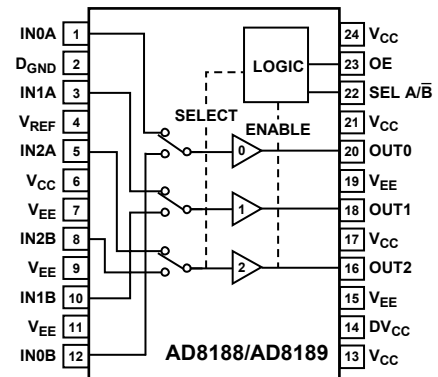 IN0A 1
DGND 2
IN1A 3
VREF 4
IN2A 5
VCC 6
VEE 7
IN2B 8
VEE 9
IN1B 10
VEE 11
IN0B 12
LOGIC
SELECT
ENABLE
0
1
2
AD8188/AD8189
24 VCC
23 OE
22 SEL A/B̅
21 VCC
20 OUT0
19 VEE
18 OUT1
17 VCC
16 OUT2
15 VEE
14 DVCC
13 VCC